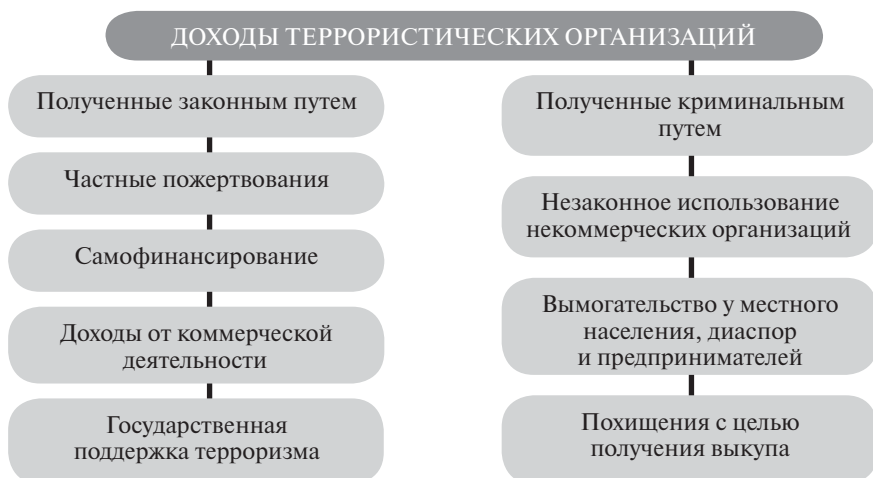 ДОХОДЫ ТЕРРОРИСТИЧЕСКИХ ОРГАНИЗАЦИЙ
Полученные законным путем
Частные пожертвования
Самофинансирование
Доходы от коммерческой
деятельности
Государственная
поддержка терроризма
Полученные криминальным
путем
Незаконное использование
некоммерческих организаций
Вымогательство у местного
населения, диаспор
и предпринимателей
Похищения с целью
получения выкупа